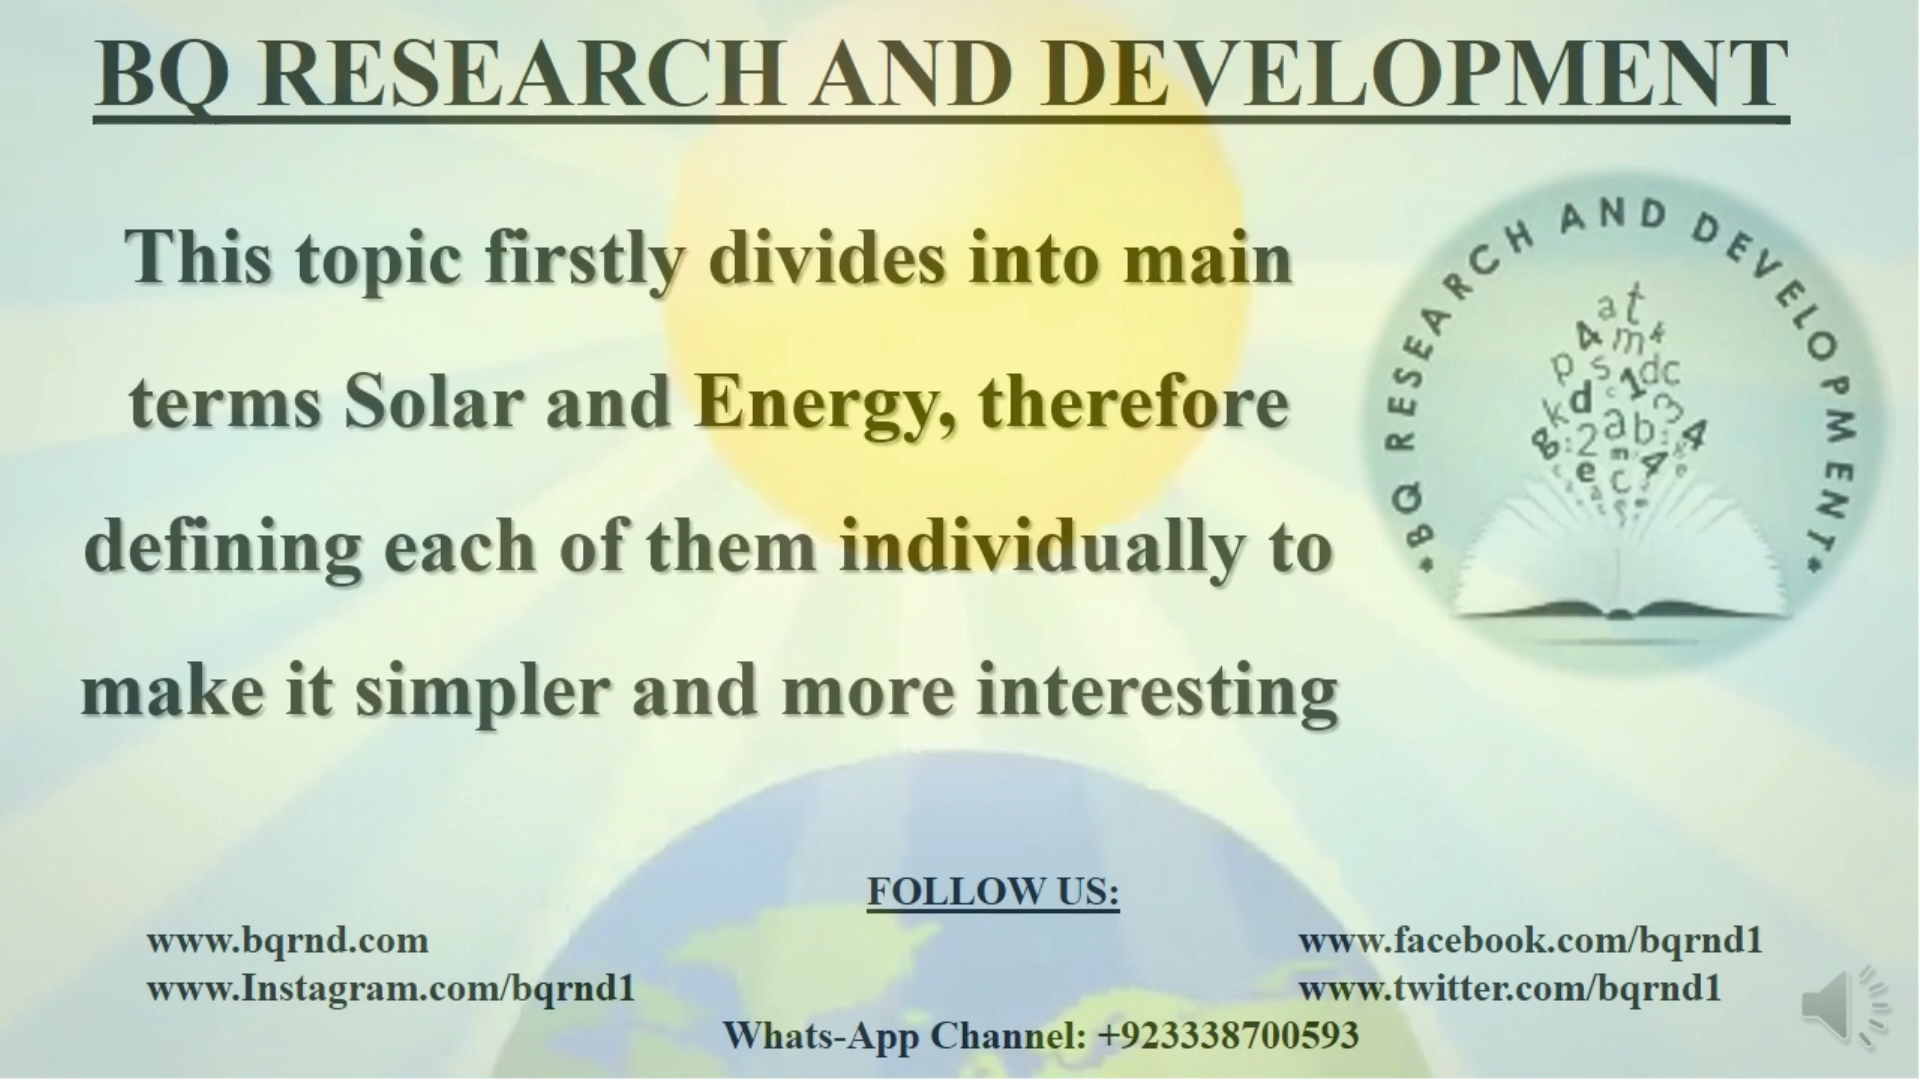 BQ RESEARCH AND DEVELOPMENT
This topic firstly divides into main
terms Solar and Energy, therefore
defining each of them individually to
make it simpler and more interesting
*BQ RESEARCH AND DEVELOPMENT*
FOLLOW US:
www.bqrnd.com
www.facebook.com/bqrnd1
www.Instagram.com/bqrnd1
www.twitter.com/bqrnd1
Whats-App Channel: +923338700593